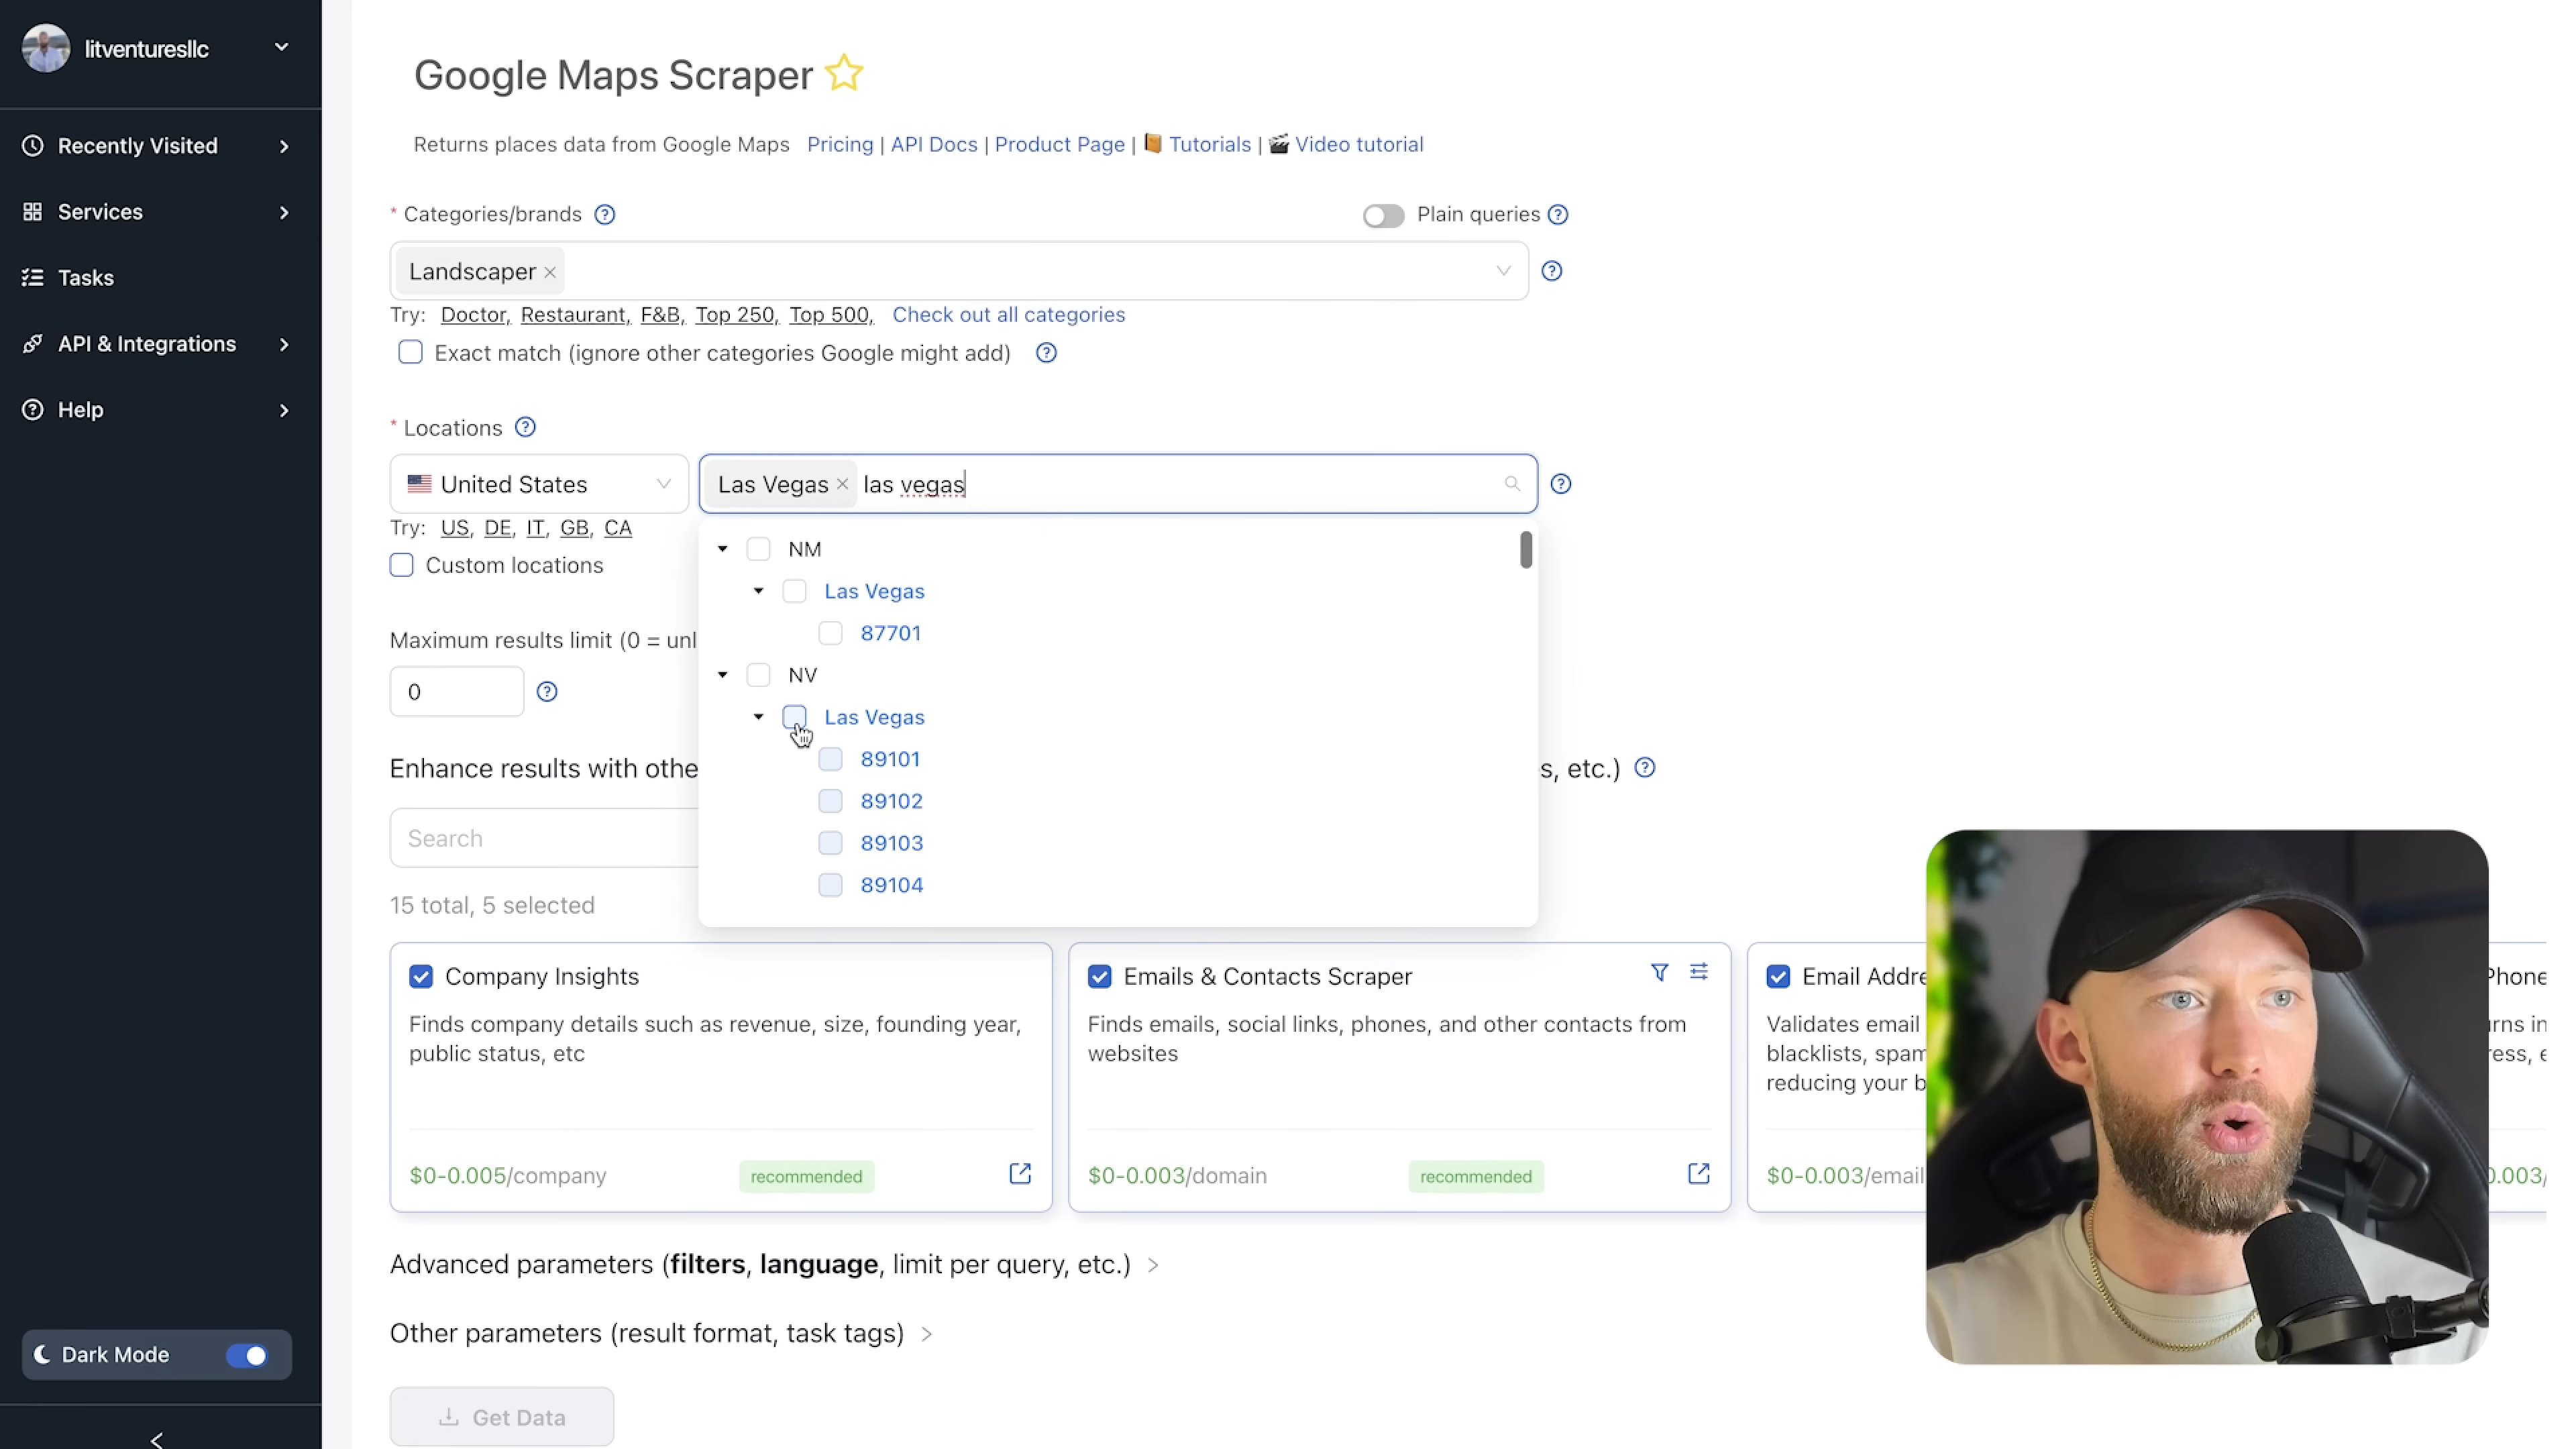 litventuresllc
Recently Visited
Services
Tasks
API & Integrations
Help
Dark Mode
Google Maps Scraper
Returns places data from Google Maps Pricing | API Docs | Product Page | Tutorials | Video tutorial
* Categories/brands
Plain queries
Landscaper
Try: Doctor, Restaurant, F&B, Top 250, Top 500, Check out all categories
Exact match (ignore other categories Google might add)
* Locations
United States
Las Vegas
las vegas
Try: US, DE, IT, GB, CA
Custom locations
NM
Las Vegas
87701
NV
Las Vegas
89101
89102
89103
89104
Maximum results limit (0 = unl
0
Enhance results with othe
s, etc.)
Search
15 total, 5 selected
Company Insights
Finds company details such as revenue, size, founding year,
public status, etc
$0-0.005/company
recommended
Emails & Contacts Scraper
Finds emails, social links, phones, and other contacts from
websites
$0-0.003/domain
recommended
Email Addre
Validates email
blacklists, spam
reducing your b
$0-0.003/email
Phone
rns in
ress, e
0.003/
Advanced parameters (filters, language, limit per query, etc.)
Other parameters (result format, task tags)
Get Data